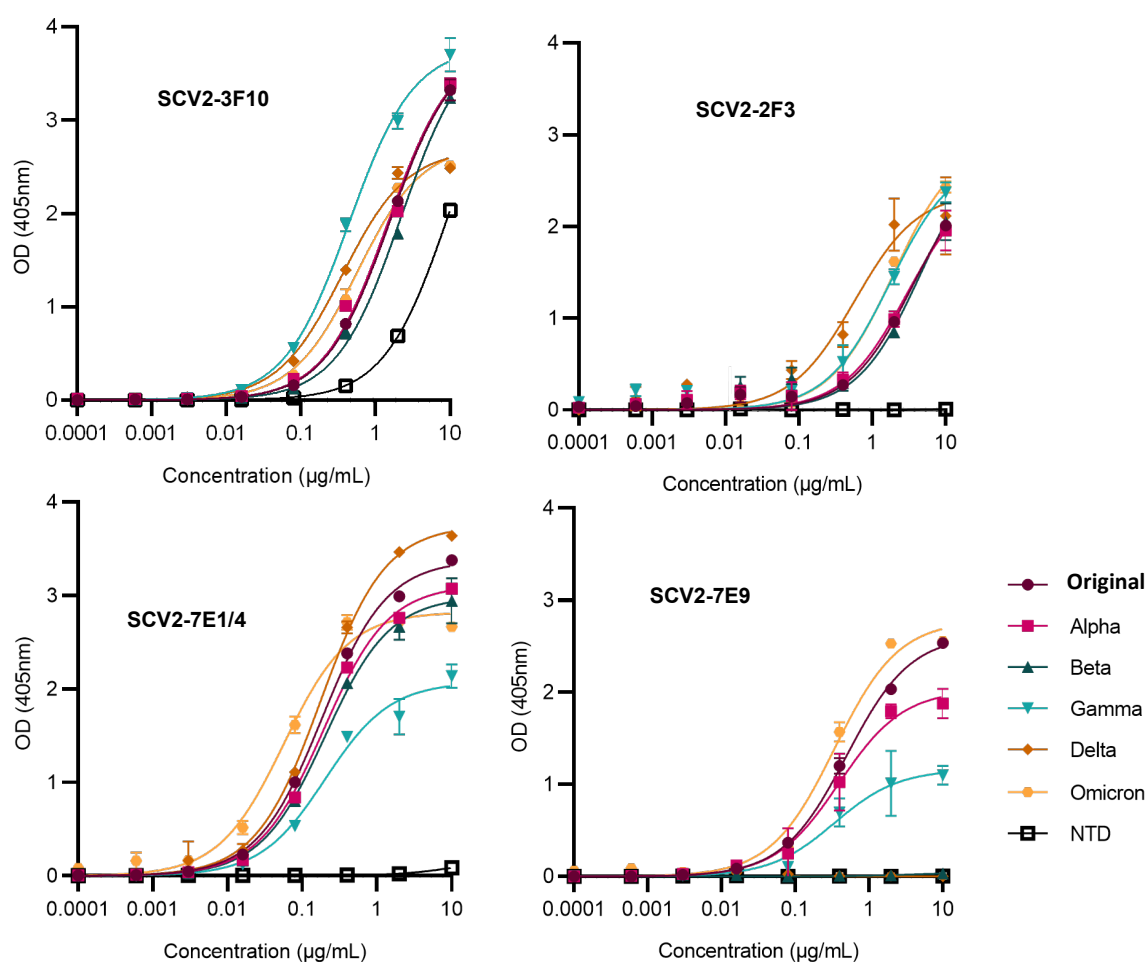 4
3
2
1
0
OD (405nm)
SCV2-3F10
0.0001 0.001 0.01 0.1 1 10
Concentration (µg/mL)
4
3
2
1
0
OD (405nm)
SCV2-2F3
0.0001 0.001 0.01 0.1 1 10
Concentration (µg/mL)
4
3
2
1
0
OD (405nm)
SCV2-7E1/4
0.0001 0.001 0.01 0.1 1 10
Concentration (µg/mL)
4
3
2
1
0
OD (405nm)
SCV2-7E9
0.0001 0.001 0.01 0.1 1 10
Concentration (µg/mL)
Original
Alpha
Beta
Gamma
Delta
Omicron
NTD